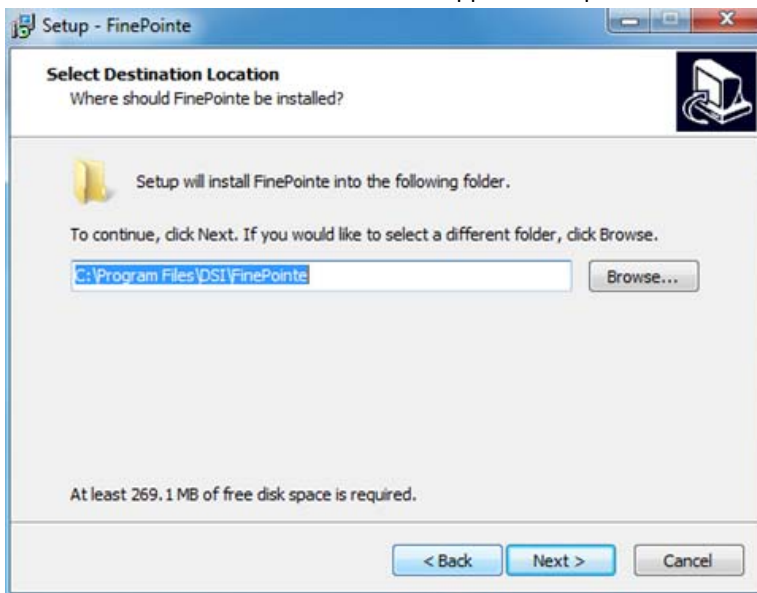 Setup - FinePointe
Select Destination Location
Where should FinePointe be installed?
Setup will install FinePointe into the following folder.
To continue, click Next. If you would like to select a different folder, click Browse.
C:\Program Files\DSI\FinePointe
Browse...
At least 269.1 MB of free disk space is required.
< Back
Next >
Cancel